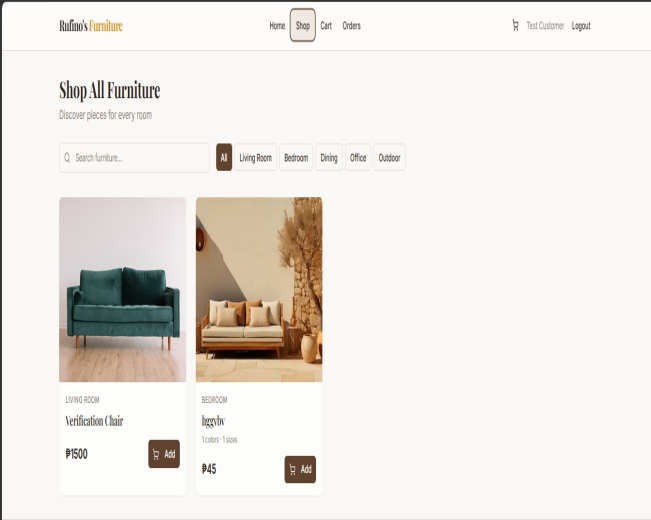 Rufino's Furniture
Home Shop Cart Orders
Test Customer Logout
Shop All Furniture
Discover pieces for every room
Search furniture...
All Living Room Bedroom Dining Office Outdoor
LIVING ROOM
Verification Chair
₱1500
Add
BEDROOM
hggvbv
1 colors · 1 sizes
₱45
Add